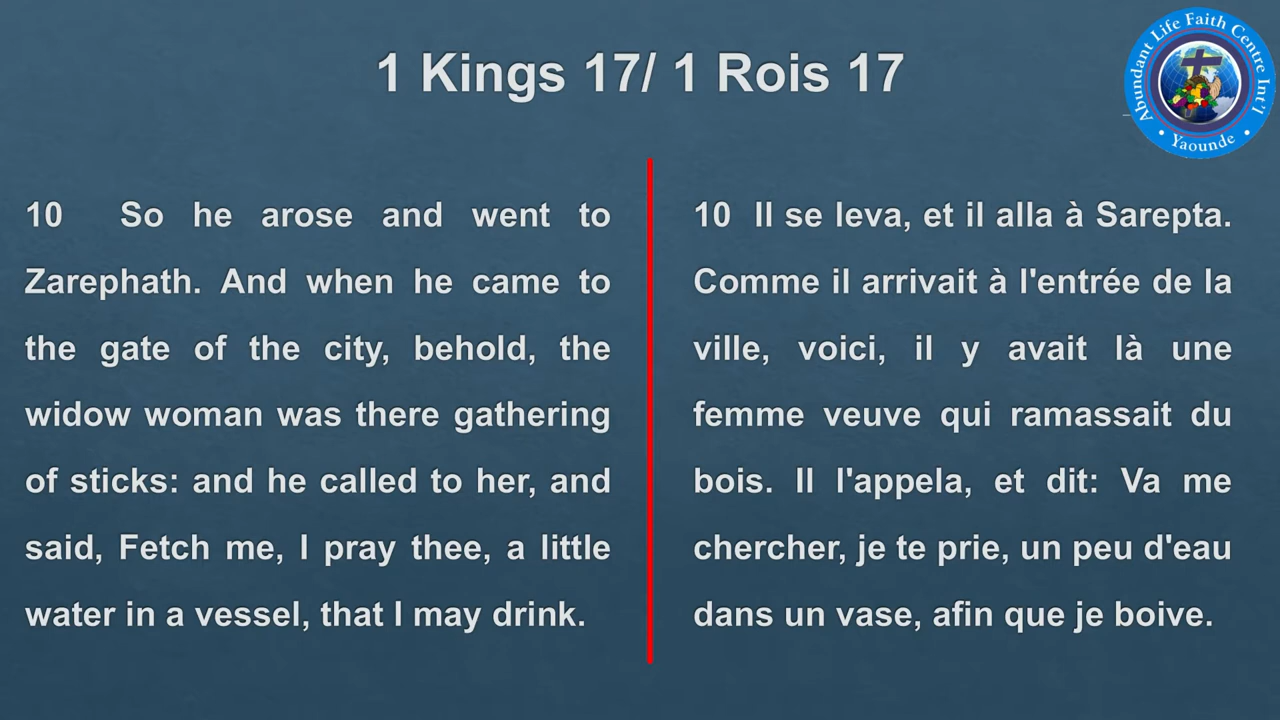 1 Kings 17/ 1 Rois 17
Abundant Life Faith Centre Int'l
• Yaounde •
10 So he arose and went to
Zarephath. And when he came to
the gate of the city, behold, the
widow woman was there gathering
of sticks: and he called to her, and
said, Fetch me, I pray thee, a little
water in a vessel, that I may drink.
10 Il se leva, et il alla à Sarepta.
Comme il arrivait à l'entrée de la
ville, voici, il y avait là une
femme veuve qui ramassait du
bois. Il l'appela, et dit: Va me
chercher, je te prie, un peu d'eau
dans un vase, afin que je boive.